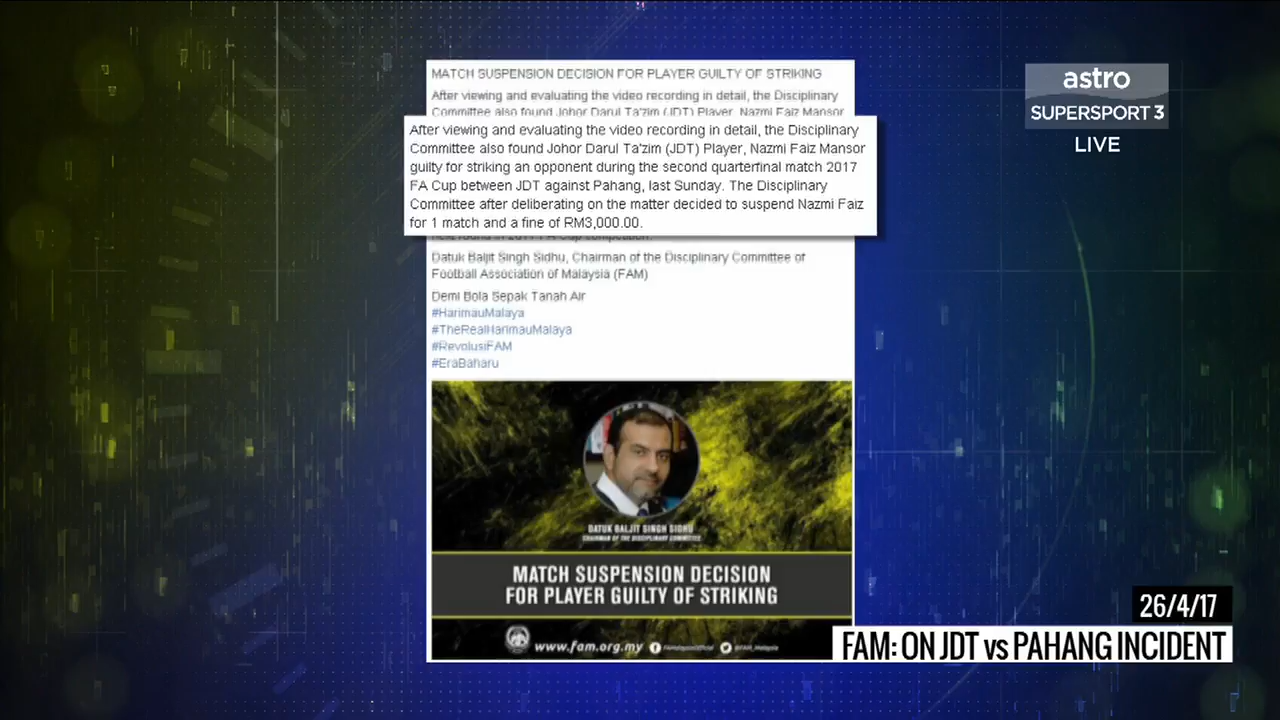 astro
SUPERSPORT 3
LIVE
MATCH SUSPENSION DECISION FOR PLAYER GUILTY OF STRIKING
After viewing and evaluating the video recording in detail, the Disciplinary
Committee also found Johor Darul Ta'zim (JDT) Player, Nazmi Faiz Mansor
After viewing and evaluating the video recording in detail, the Disciplinary
Committee also found Johor Darul Ta'zim (JDT) Player, Nazmi Faiz Mansor
guilty for striking an opponent during the second quarterfinal match 2017
FA Cup between JDT against Pahang, last Sunday. The Disciplinary
Committee after deliberating on the matter decided to suspend Nazmi Faiz
for 1 match and a fine of RM3,000.00.
Datuk Baljit Singh Sidhu, Chairman of the Disciplinary Committee of
Football Association of Malaysia (FAM)
Demi Bola Sepak Tanah Air
#HarimauMalaya
#TheRealHarimauMalaya
#RevolusiFAM
#EraBaharu
DATUK BALJIT SINGH SIDHU
CHAIRMAN OF THE DISCIPLINARY COMMITTEE
MATCH SUSPENSION DECISION
FOR PLAYER GUILTY OF STRIKING
www.fam.org.my
26/4/17
FAM: ON JDT vs PAHANG INCIDENT